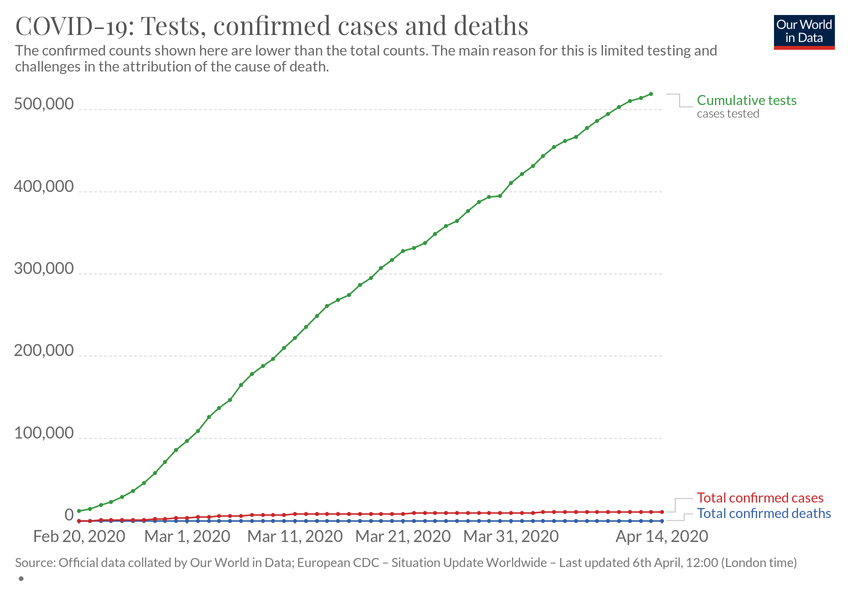 COVID-19: Tests, confirmed cases and deaths
Our World
in Data
The confirmed counts shown here are lower than the total counts. The main reason for this is limited testing and
challenges in the attribution of the cause of death.
500,000
Cumulative tests
cases tested
400,000
300,000
200,000
100,000
Total confirmed cases
Total confirmed deaths
0
Feb 20, 2020 Mar 1, 2020 Mar 11, 2020 Mar 21, 2020 Mar 31, 2020 Apr 14, 2020
Source: Official data collated by Our World in Data; European CDC – Situation Update Worldwide – Last updated 6th April, 12:00 (London time)
•